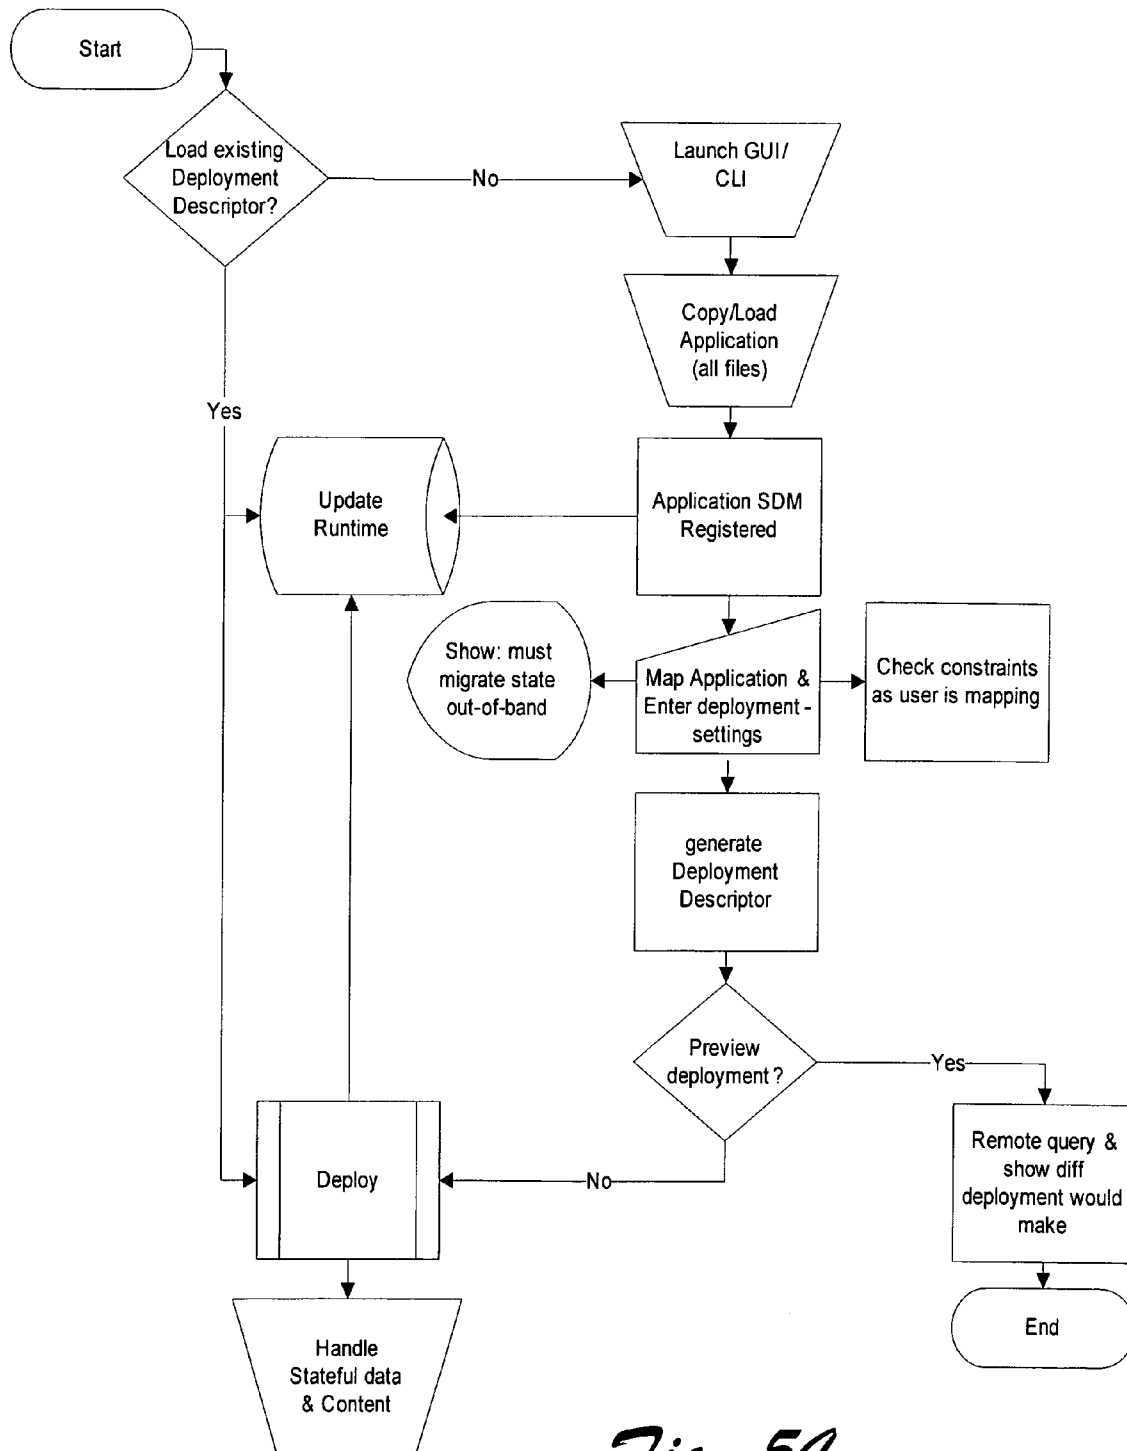 Start
Load existing
Deployment
Descriptor?
No
Launch GUI/
CLI
Copy/Load
Application
(all files)
Yes
Update
Runtime
Application SDM
Registered
Show: must
migrate state
out-of-band
Map Application &
Enter deployment -
settings
Check constraints
as user is mapping
generate
Deployment
Descriptor
Preview
deployment?
Yes
Remote query &
show diff
deployment would
make
Deploy
No
End
Handle
Stateful data
& Content